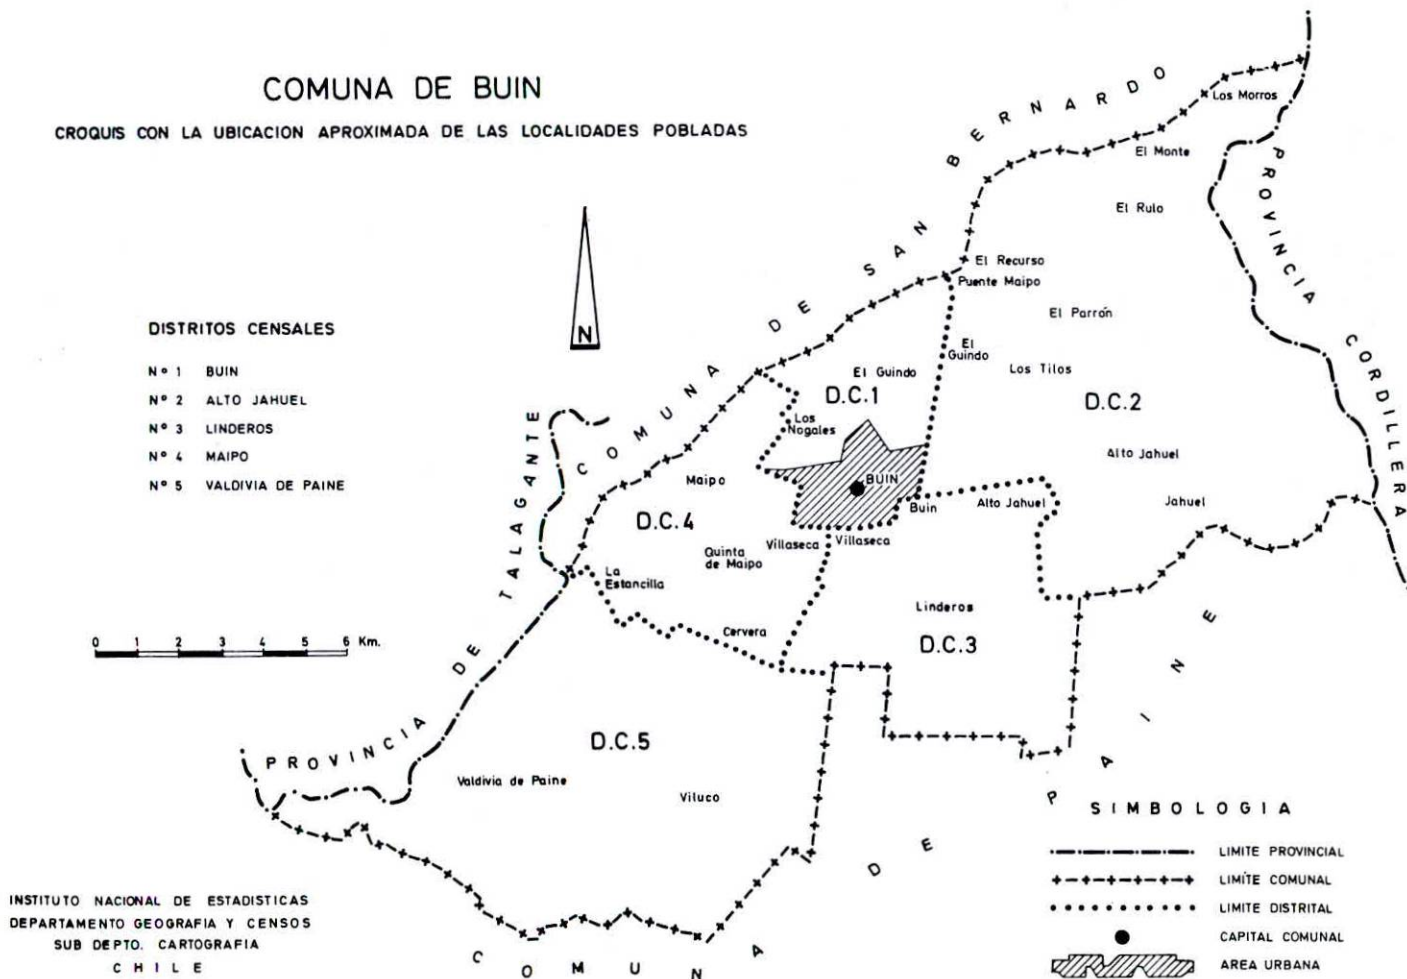 COMUNA DE BUIN
CROQUIS CON LA UBICACION APROXIMADA DE LAS LOCALIDADES POBLADAS
N
DISTRITOS CENSALES
Nº 1 BUIN
Nº 2 ALTO JAHUEL
Nº 3 LINDEROS
Nº 4 MAIPO
Nº 5 VALDIVIA DE PAINE
0 1 2 3 4 5 6 Km.
COMUNA DE SAN BERNARDO
PROVINCIA CORDILLERA
PROVINCIA DE TALAGANTE
COMUNA DE PAINE
Los Morros
El Monte
El Rulo
El Recurso
Puente Maipo
El Parrón
El
Guindo
Los Tilos
El Guindo
D.C.1
D.C.2
Los
Nogales
Alto Jahuel
Maipo
BUIN
Buin
Alto Jahuel
Jahuel
D.C.4
Villaseca
Villaseca
Quinta
de Maipo
La
Estancilla
Linderos
Cervera
D.C.3
D.C.5
Valdivia de Paine
Viluco
SIMBOLOGIA
LIMITE PROVINCIAL
LIMITE COMUNAL
LIMITE DISTRITAL
CAPITAL COMUNAL
AREA URBANA
INSTITUTO NACIONAL DE ESTADISTICAS
DEPARTAMENTO GEOGRAFIA Y CENSOS
SUB DEPTO. CARTOGRAFIA
CHILE